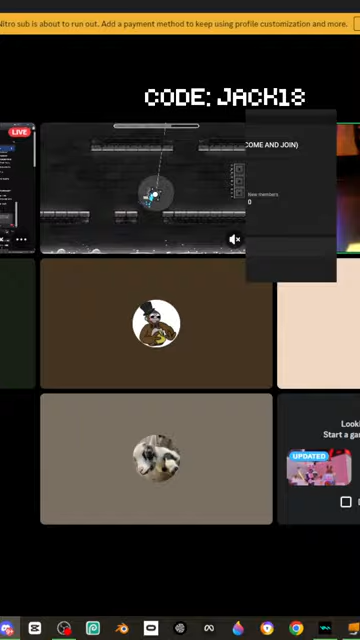 Nitro sub is about to run out. Add a payment method to keep using profile customization and more.
CODE: JACK18
LIVE
COME AND JOIN)
New members
0
Looki
Start a ga
UPDATED